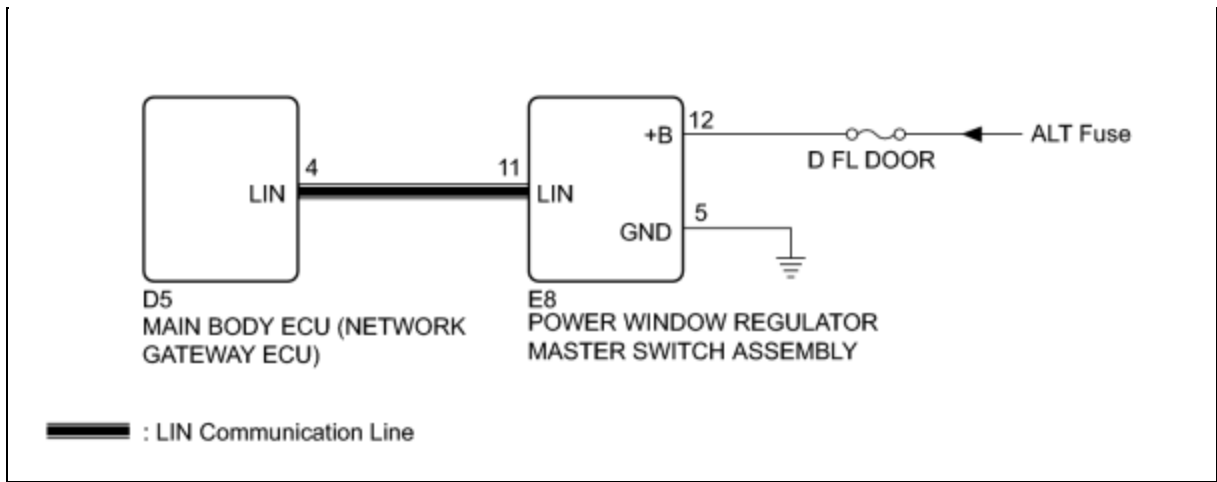 +B
12
ALT Fuse
D FL DOOR
4
11
LIN
LIN
5
GND
D5
MAIN BODY ECU (NETWORK
GATEWAY ECU)
E8
POWER WINDOW REGULATOR
MASTER SWITCH ASSEMBLY
: LIN Communication Line